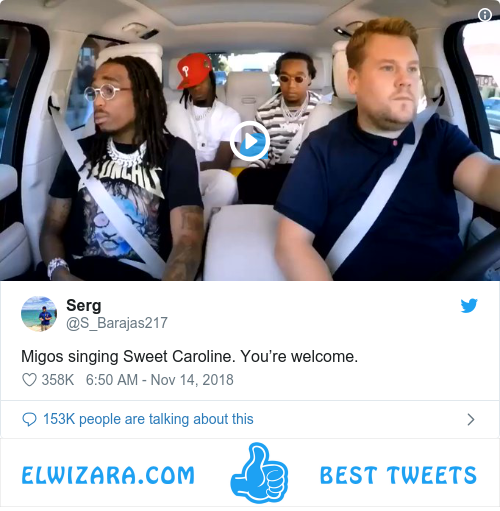 Serg
@S_Barajas217
Migos singing Sweet Caroline. You're welcome.
358K 6:50 AM - Nov 14, 2018
153K people are talking about this
ELWIZARA.COM BEST TWEETS